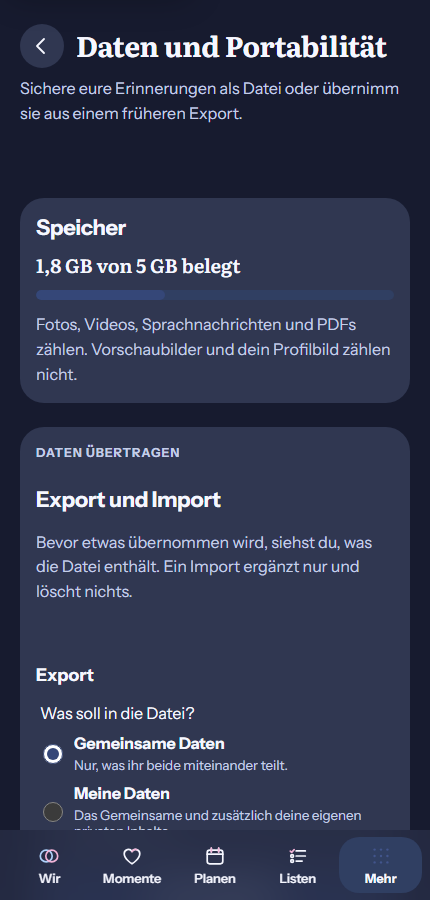 Daten und Portabilität
Sichere eure Erinnerungen als Datei oder übernimm
sie aus einem früheren Export.
Speicher
1,8 GB von 5 GB belegt
Fotos, Videos, Sprachnachrichten und PDFs
zählen. Vorschaubilder und dein Profilbild zählen
nicht.
DATEN ÜBERTRAGEN
Export und Import
Bevor etwas übernommen wird, siehst du, was
die Datei enthält. Ein Import ergänzt nur und
löscht nichts.
Export
Was soll in die Datei?
Gemeinsame Daten
Nur, was ihr beide miteinander teilt.
Meine Daten
Das Gemeinsame und zusätzlich deine eigenen
Wir
Momente
Planen
Listen
Mehr